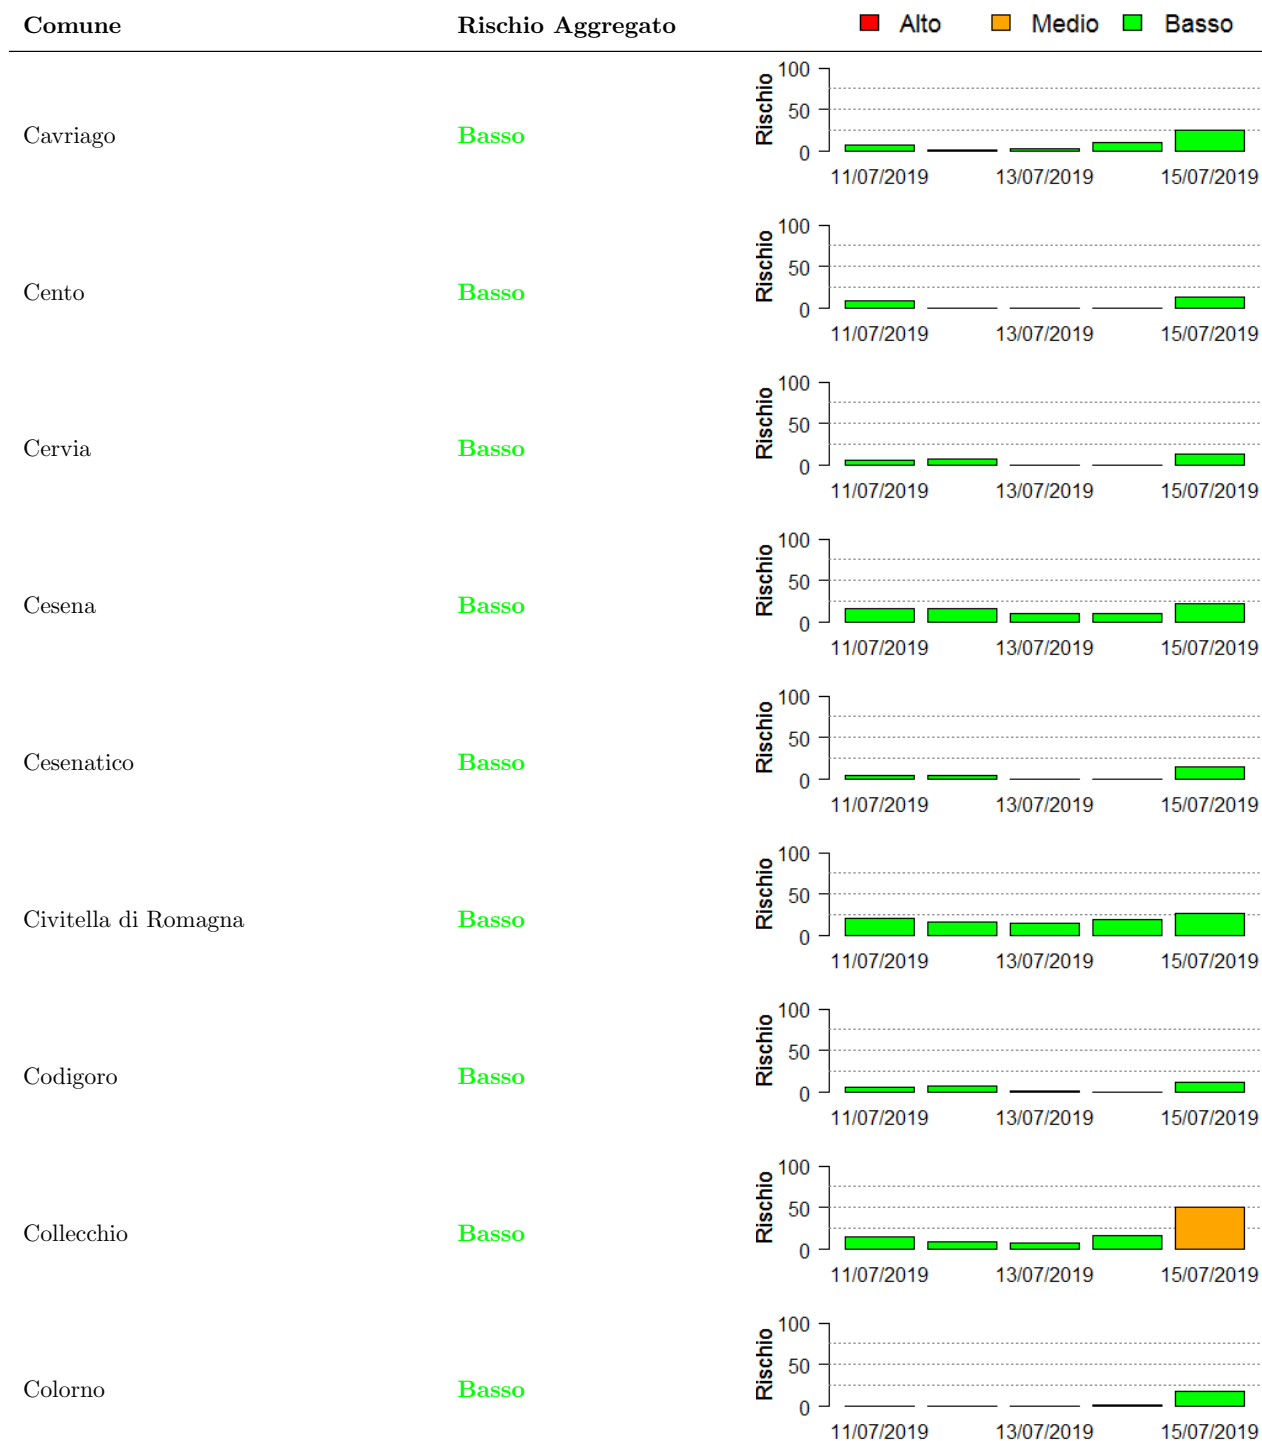 Comune Rischio Aggregato Alto Medio Basso
100
50
0
Rischio
Cavriago Basso
11/07/2019 13/07/2019 15/07/2019
100
50
0
Rischio
Cento Basso
11/07/2019 13/07/2019 15/07/2019
100
50
0
Rischio
Cervia Basso
11/07/2019 13/07/2019 15/07/2019
100
50
0
Rischio
Cesena Basso
11/07/2019 13/07/2019 15/07/2019
100
50
0
Rischio
Cesenatico Basso
11/07/2019 13/07/2019 15/07/2019
100
50
0
Rischio
Civitella di Romagna Basso
11/07/2019 13/07/2019 15/07/2019
100
50
0
Rischio
Codigoro Basso
11/07/2019 13/07/2019 15/07/2019
100
50
0
Rischio
Collecchio Basso
11/07/2019 13/07/2019 15/07/2019
100
50
0
Rischio
Colorno Basso
11/07/2019 13/07/2019 15/07/2019